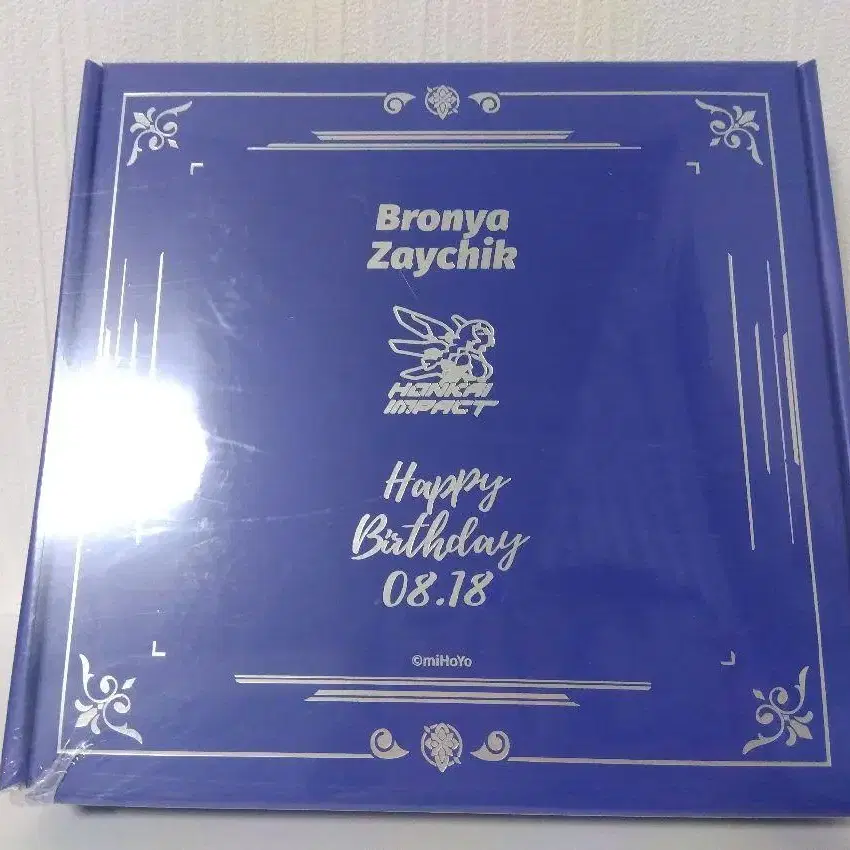 Bronya
Zaychik
HONKAI
IMPACT
Happy
Birthday
08.18
©miHoYo